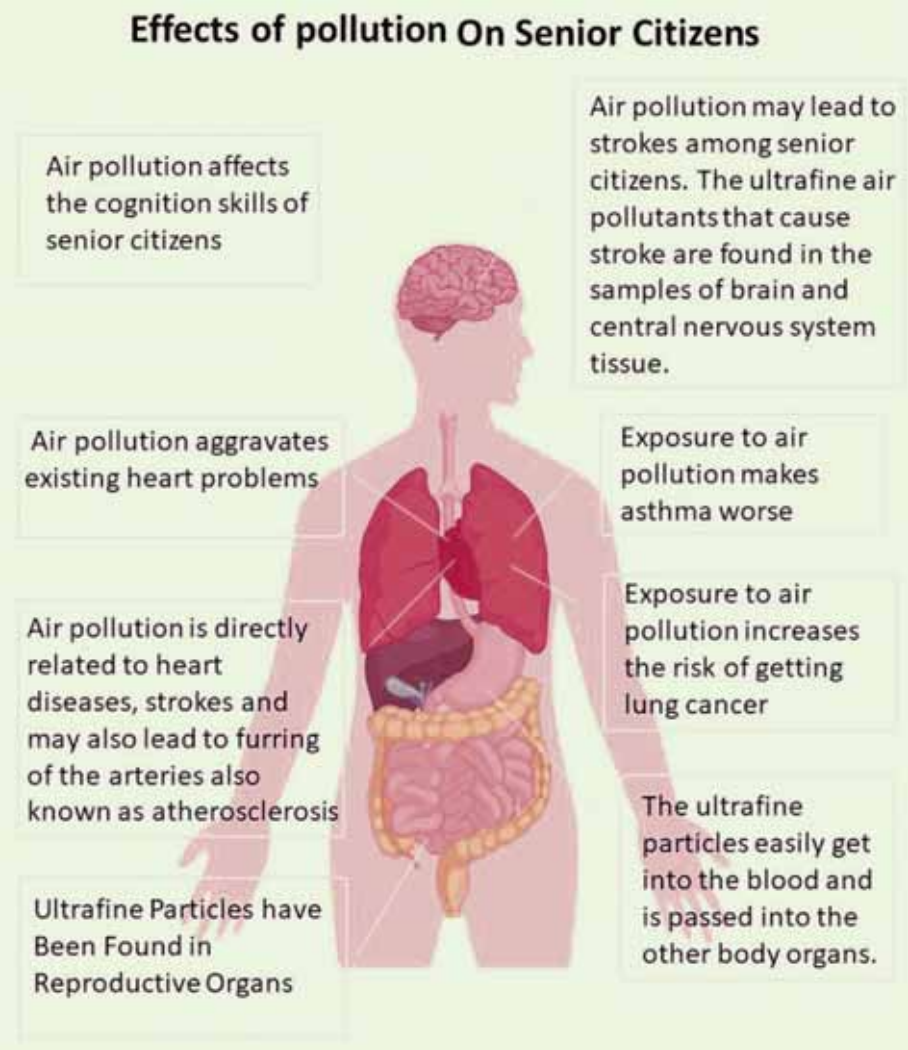 Effects of pollution On Senior Citizens
Air pollution affects
the cognition skills of
senior citizens
Air pollution may lead to
strokes among senior
citizens. The ultrafine air
pollutants that cause
stroke are found in the
samples of brain and
central nervous system
tissue.
Air pollution aggravates
existing heart problems
Exposure to air
pollution makes
asthma worse
Air pollution is directly
related to heart
diseases, strokes and
may also lead to furring
of the arteries also
known as atherosclerosis
Exposure to air
pollution increases
the risk of getting
lung cancer
Ultrafine Particles have
Been Found in
Reproductive Organs
The ultrafine
particles easily get
into the blood and
is passed into the
other body organs.